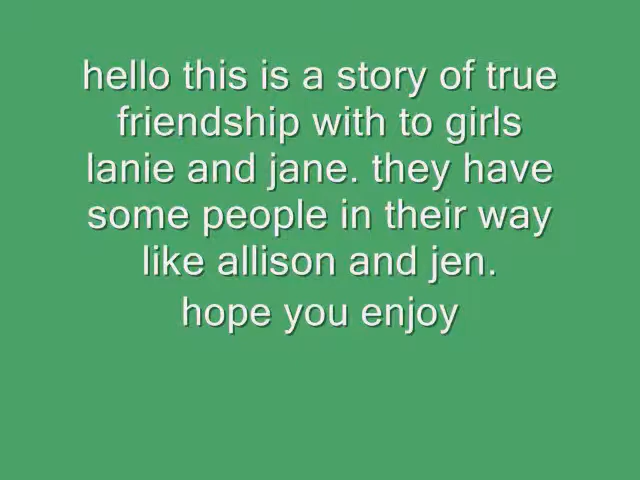 hello this is a story of true
friendship with to girls
lanie and jane. they have
some people in their way
like allison and jen.
hope you enjoy